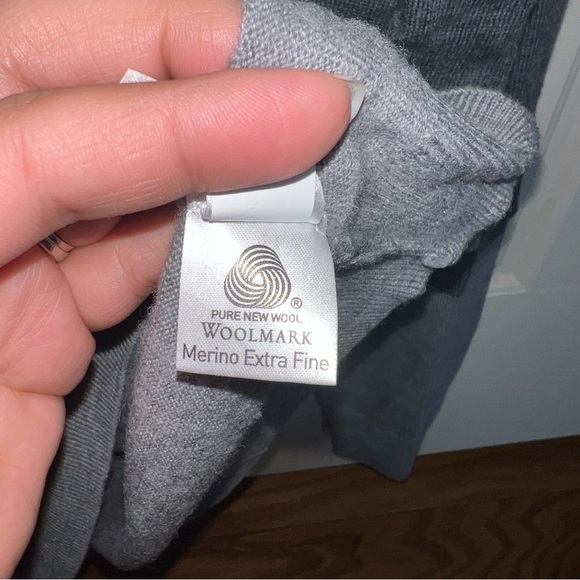 ®
PURE NEW WOOL
WOOLMARK
Merino Extra Fine